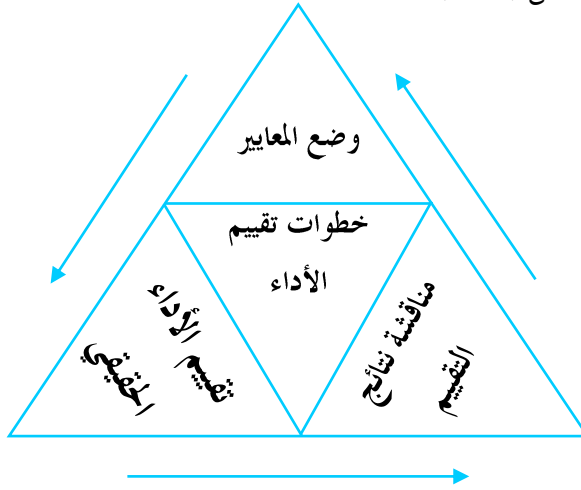 وضع المعايير
خطوات تقييم
الأداء
تقييم الأداء
الحقيقي
مناقشة نتائج
التقييم